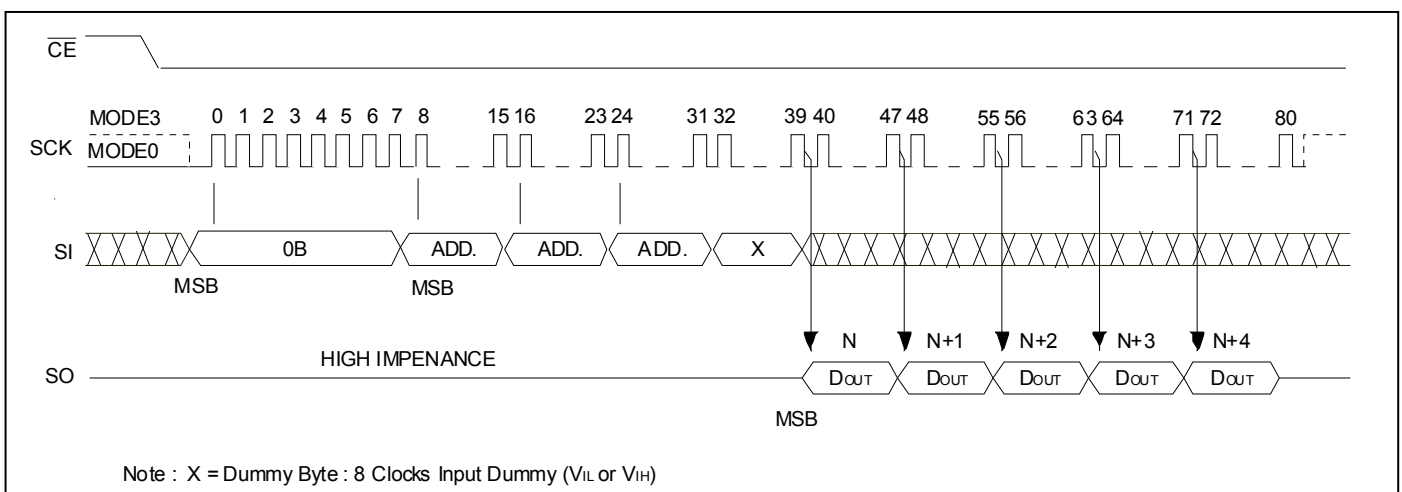 CE
MODE3 0 1 2 3 4 5 6 7 8 15 16 23 24 31 32 39 40 47 48 55 56 63 64 71 72 80
SCK MODE0
SI 0B ADD. ADD. ADD. X
MSB MSB
N N+1 N+2 N+3 N+4
HIGH IMPENANCE
SO DOUT DOUT DOUT DOUT DOUT
MSB
Note : X = Dummy Byte : 8 Clocks Input Dummy (VIL or VIH)